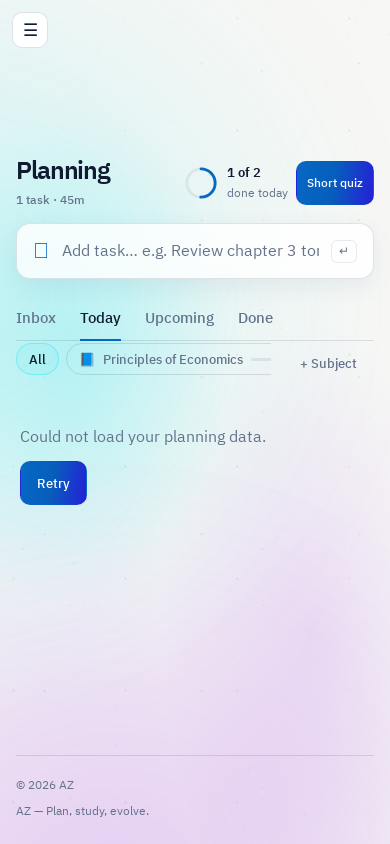 ☰
Planning
1 task · 45m
1 of 2
done today
Short quiz
Add task… e.g. Review chapter 3 to
↵
Inbox
Today
Upcoming
Done
All
📘 Principles of Economics
+ Subject
Could not load your planning data.
Retry
© 2026 AZ
AZ — Plan, study, evolve.